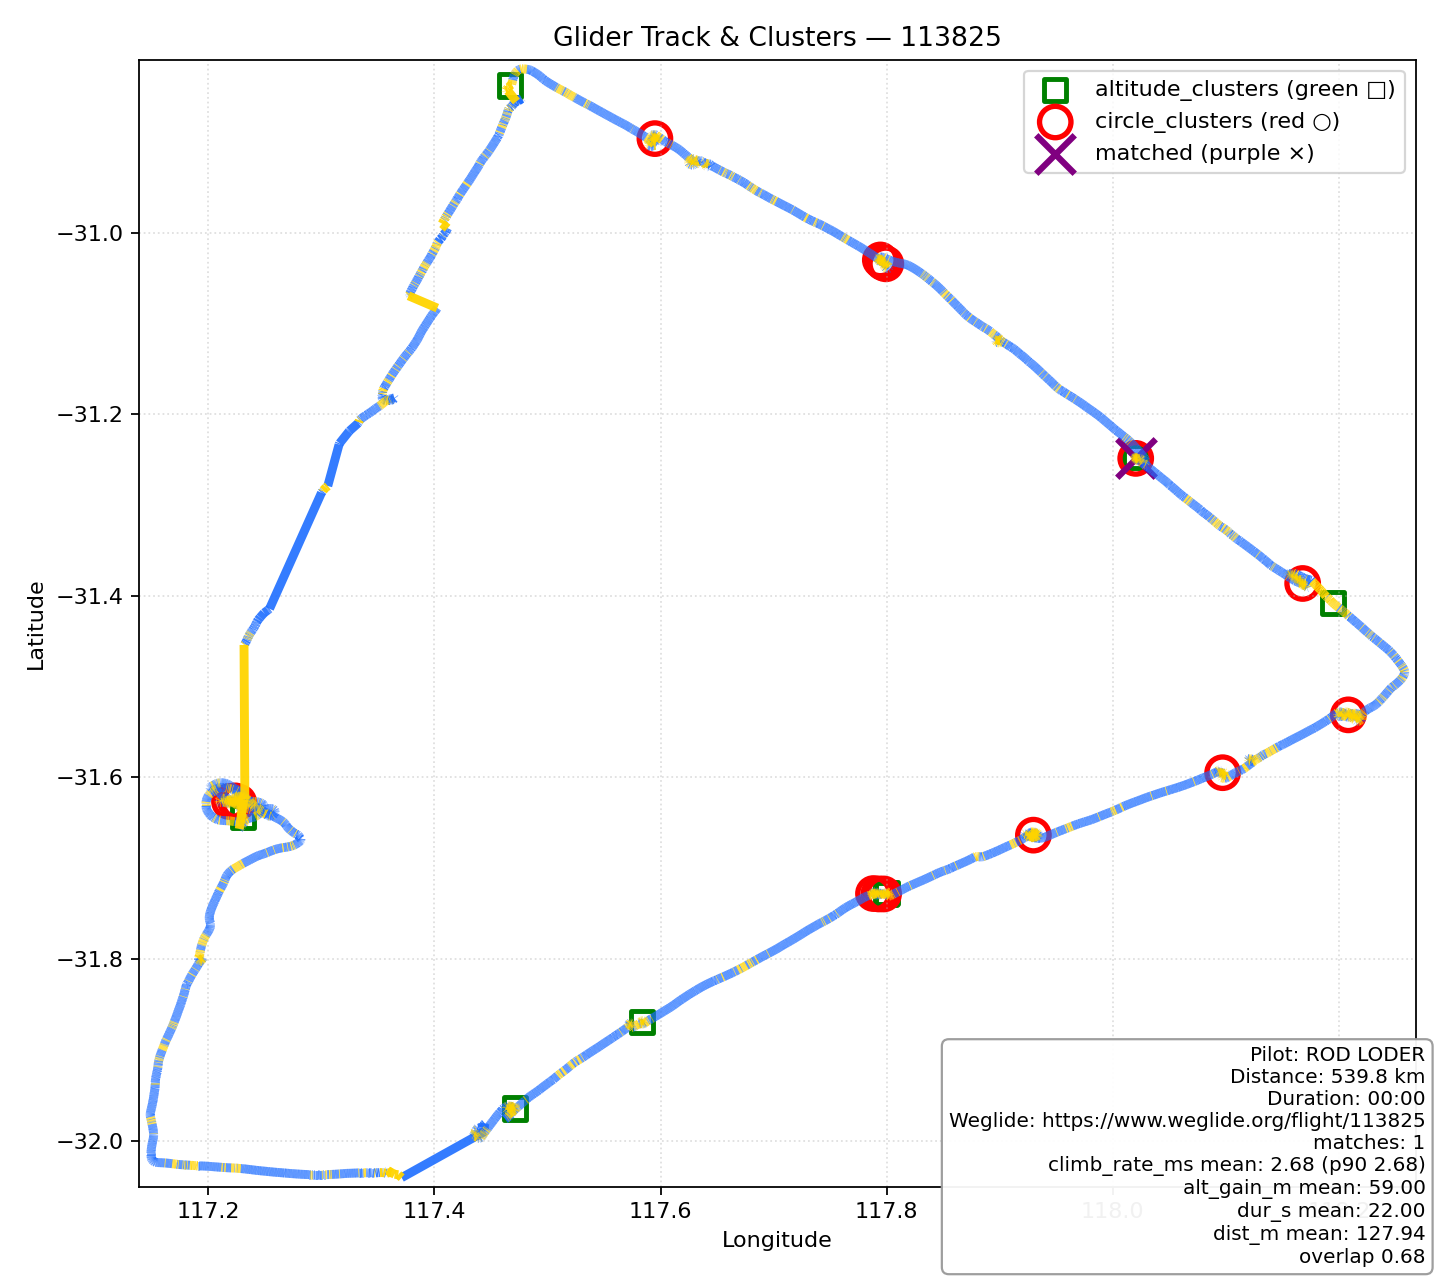 Glider Track & Clusters — 113825
altitude_clusters (green □)
circle_clusters (red ○)
matched (purple ×)
−31.0
−31.2
−31.4
−31.6
−31.8
−32.0
Latitude
117.2
117.4
117.6
117.8
118.0
Longitude
Pilot: ROD LODER
Distance: 539.8 km
Duration: 00:00
Weglide: https://www.weglide.org/flight/113825
matches: 1
climb_rate_ms mean: 2.68 (p90 2.68)
alt_gain_m mean: 59.00
dur_s mean: 22.00
dist_m mean: 127.94
overlap 0.68